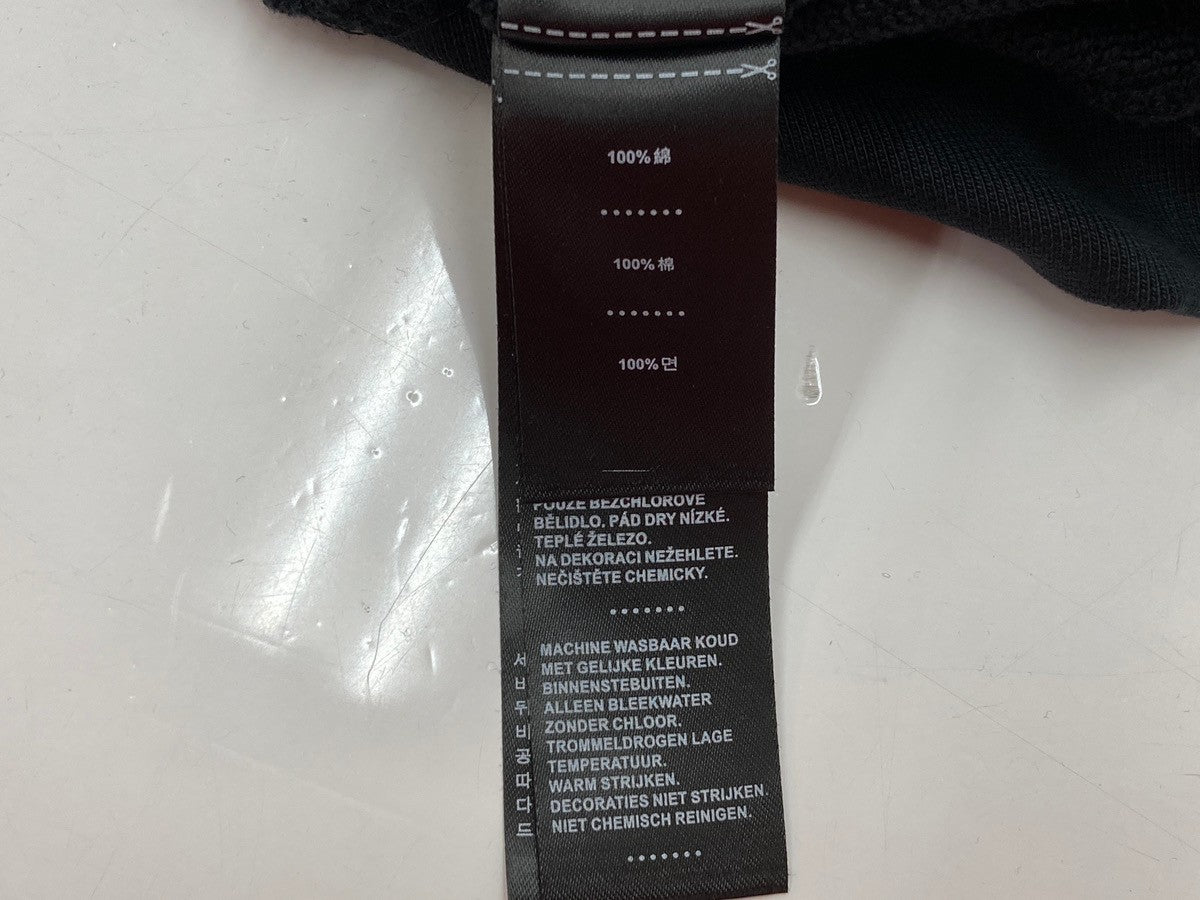 100% 綿
100% 棉
100% 면
POUZE BEZCHLOROVÉ
BĚLIDLO. PÁD DRY NÍZKÉ.
TEPLÉ ŽELEZO.
NA DEKORACI NEŽEHLETE.
NEČIŠTĚTE CHEMICKY.
MACHINE WASBAAR KOUD
MET GELIJKE KLEUREN.
BINNENSTEBUITEN.
ALLEEN BLEEKWATER
ZONDER CHLOOR.
TROMMELDROGEN LAGE
TEMPERATUUR.
WARM STRIJKEN.
DECORATIES NIET STRIJKEN.
NIET CHEMISCH REINIGEN.